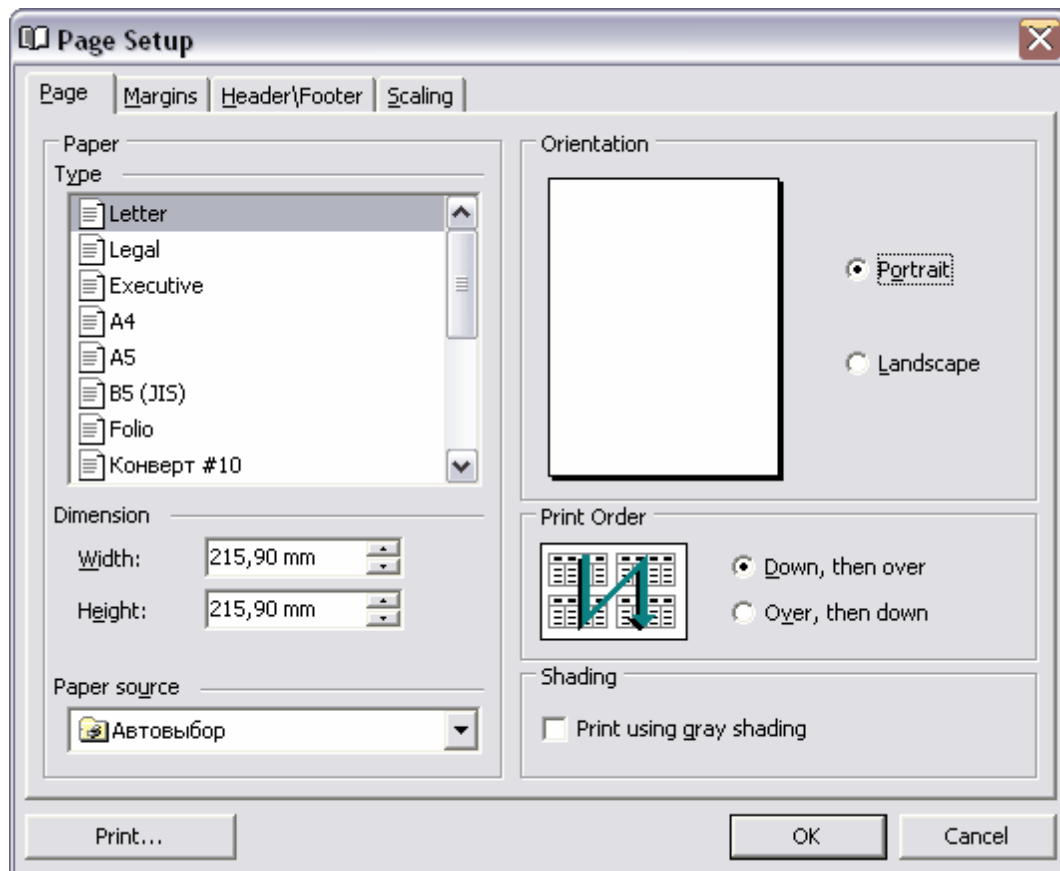 Page Setup
Page
Margins
Header\Footer
Scaling
Paper
Type
Letter
Legal
Executive
A4
A5
B5 (JIS)
Folio
Конверт #10
Dimension
Width:
215,90 mm
Height:
215,90 mm
Paper source
Автовыбор
Orientation
Portrait
Landscape
Print Order
Down, then over
Over, then down
Shading
Print using gray shading
Print...
OK
Cancel